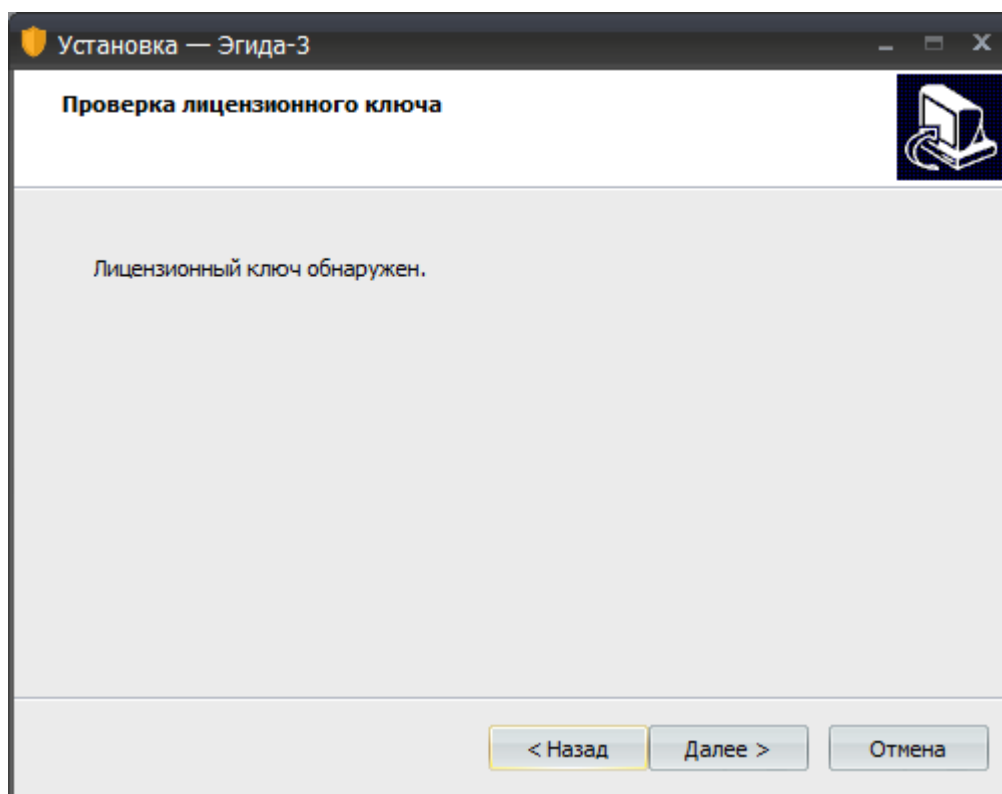 Установка — Эгида-3
Проверка лицензионного ключа
Лицензионный ключ обнаружен.
< Назад
Далее >
Отмена